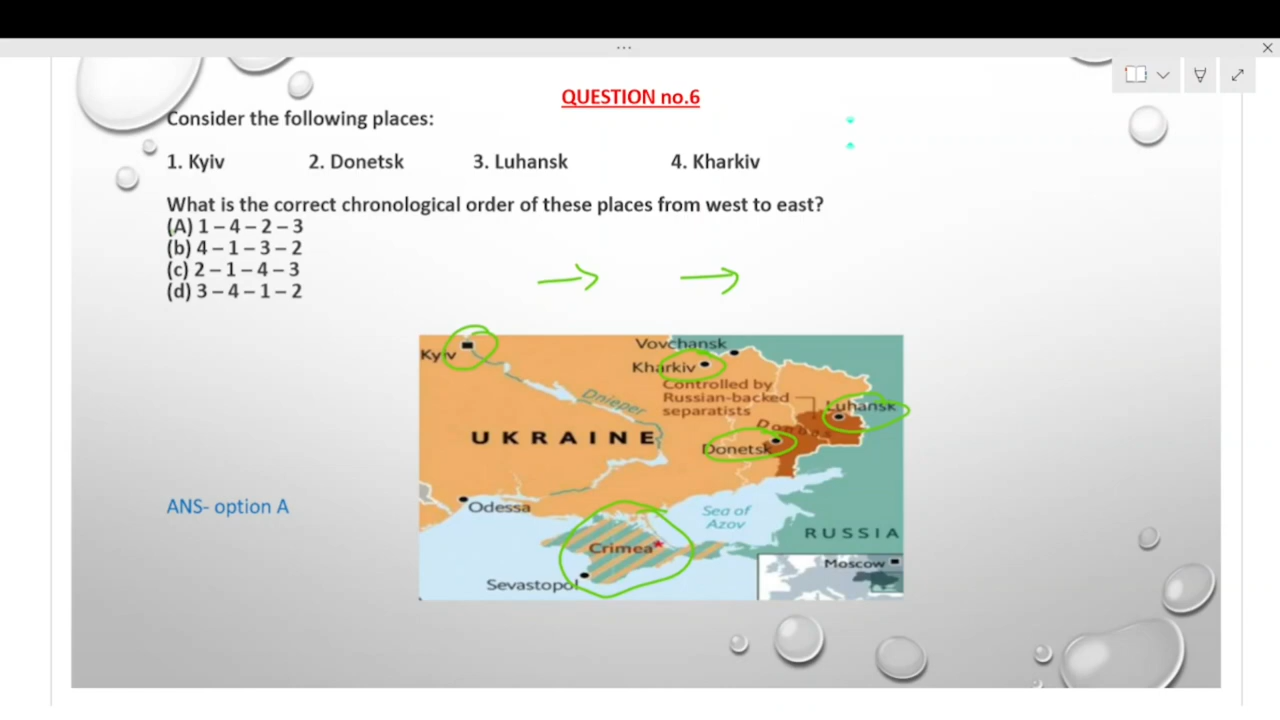 QUESTION no.6
Consider the following places:
1. Kyiv 2. Donetsk 3. Luhansk 4. Kharkiv
What is the correct chronological order of these places from west to east?
(A) 1 – 4 – 2 – 3
(b) 4 – 1 – 3 – 2
(c) 2 – 1 – 4 – 3
(d) 3 – 4 – 1 – 2
Kyiv
Vovchansk
Kharkiv
Controlled by
Russian-backed
separatists
Dnieper
Luhansk
Donbas
UKRAINE
Donetsk
ANS- option A
Odessa
Sea of
Azov
RUSSIA
Crimea
Moscow
Sevastopol